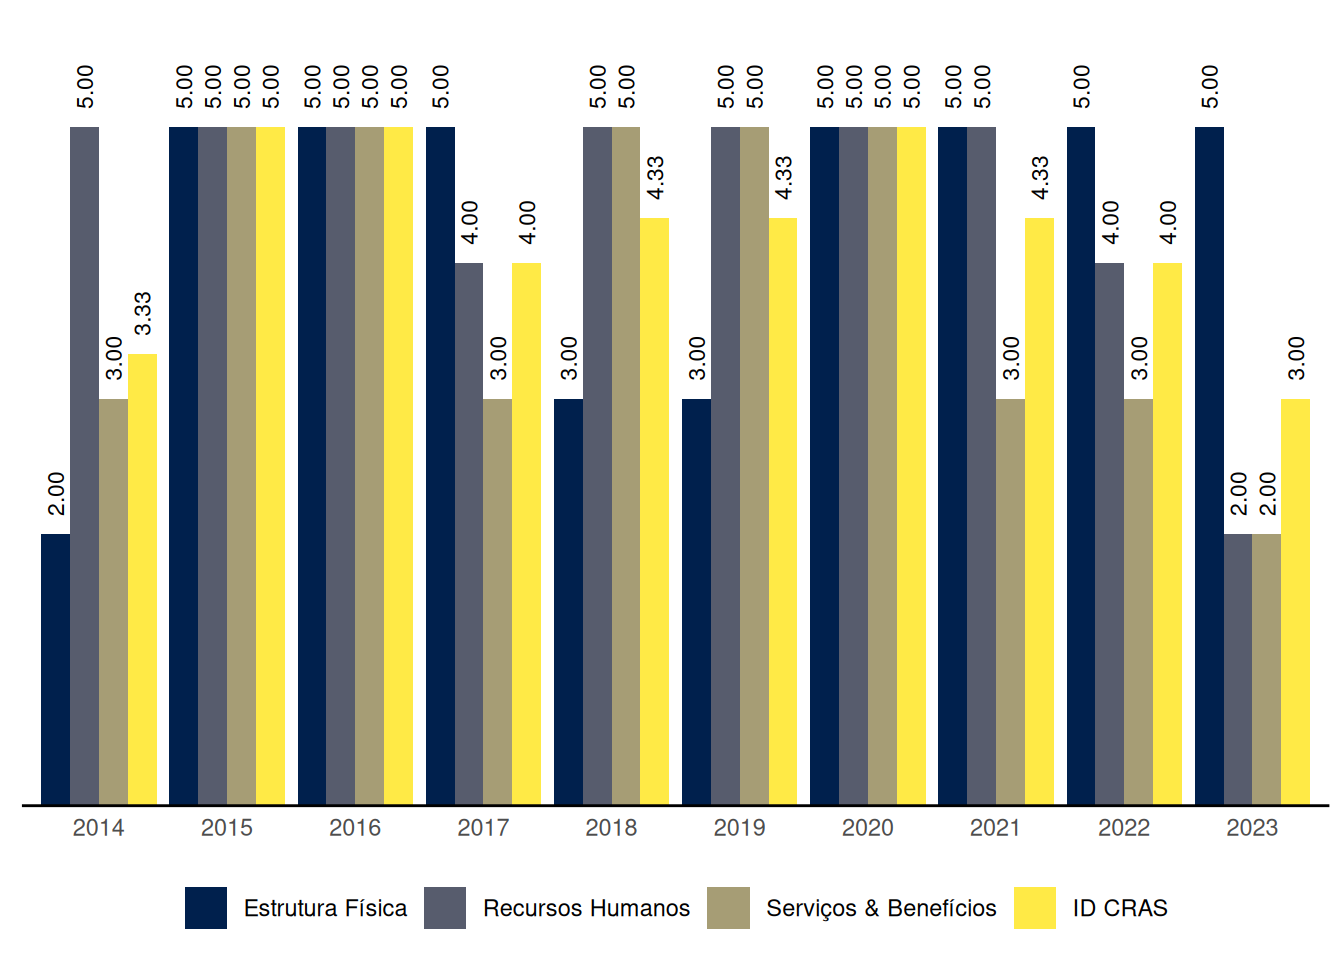 5.00 5.00 5.00 5.00 5.00 5.00 5.00 5.00 5.00 5.00 5.00 5.00 5.00 5.00 5.00 5.00 5.00 5.00 5.00 5.00 5.00 5.00
4.33 4.33 4.33
4.00 4.00 4.00 4.00
3.33
3.00 3.00 3.00 3.00 3.00 3.00 3.00
2.00 2.00 2.00
2014 2015 2016 2017 2018 2019 2020 2021 2022 2023
Estrutura Física Recursos Humanos Serviços & Benefícios ID CRAS